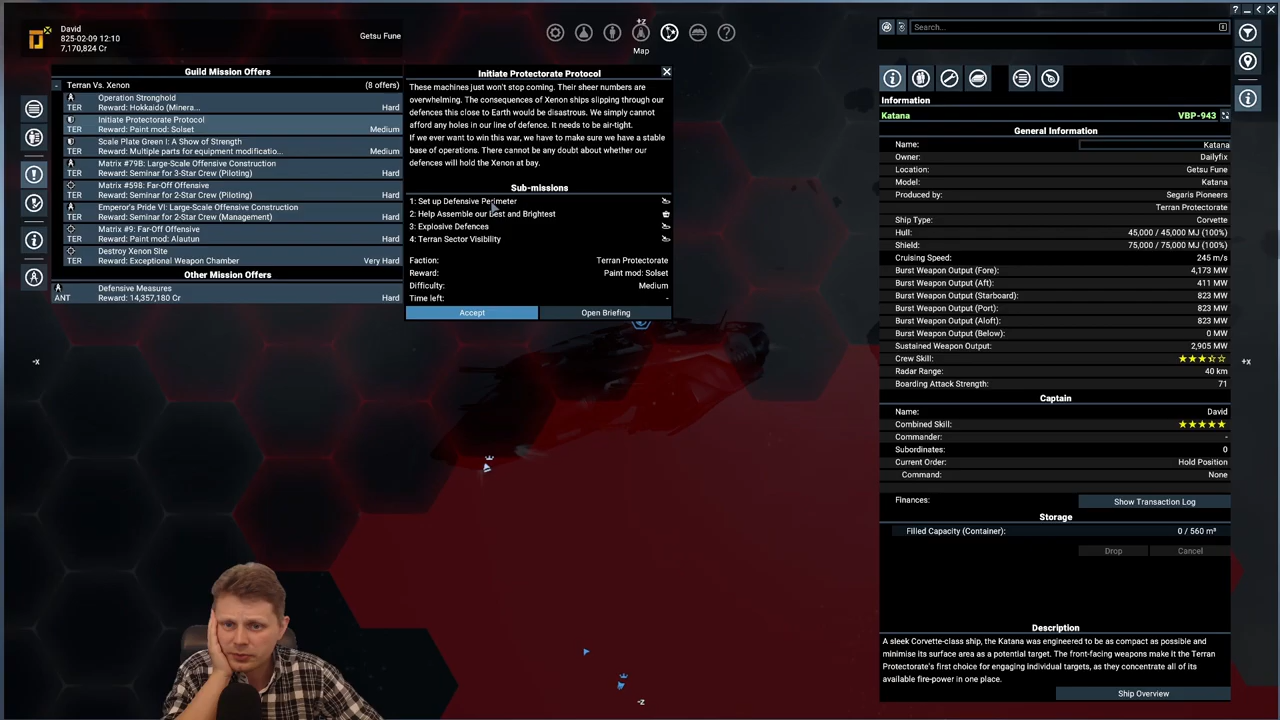 David
825-02-09 12:10
7,170,824 Cr
Getsu Fune
+z
Map
Search...
Guild Mission Offers
Terran Vs. Xenon (8 offers)
Operation Stronghold
TER Reward: Hokkaido (Minera... Hard
Initiate Protectorate Protocol
TER Reward: Paint mod: Solset Medium
Scale Plate Green I: A Show of Strength
TER Reward: Multiple parts for equipment modificatio... Medium
Matrix #79B: Large-Scale Offensive Construction
TER Reward: Seminar for 3-Star Crew (Piloting) Hard
Matrix #598: Far-Off Offensive
TER Reward: Seminar for 2-Star Crew (Piloting) Hard
Emperor's Pride VI: Large-Scale Offensive Construction
TER Reward: Seminar for 2-Star Crew (Management) Hard
Matrix #9: Far-Off Offensive
TER Reward: Paint mod: Alautun Hard
Destroy Xenon Site
TER Reward: Exceptional Weapon Chamber Very Hard
Other Mission Offers
Defensive Measures
ANT Reward: 14,357,180 Cr Hard
Initiate Protectorate Protocol
These machines just won't stop coming. Their sheer numbers are
overwhelming. The consequences of Xenon ships slipping through our
defences this close to Earth would be disastrous. We simply cannot
afford any holes in our line of defence. It needs to be air-tight.
If we ever want to win this war, we have to make sure we have a stable
base of operations. There cannot be any doubt about whether our
defences will hold the Xenon at bay.
Sub-missions
1: Set up Defensive Perimeter
2: Help Assemble our Best and Brightest
3: Explosive Defences
4: Terran Sector Visibility
Faction: Terran Protectorate
Reward: Paint mod: Solset
Difficulty: Medium
Time left: -
Accept Open Briefing
-x
+x
-z
Information
Katana VBP-943
General Information
Name: Katana
Owner: Dailyfix
Location: Getsu Fune
Model: Katana
Produced by: Segaris Pioneers
Terran Protectorate
Ship Type: Corvette
Hull: 45,000 / 45,000 MJ (100%)
Shield: 75,000 / 75,000 MJ (100%)
Cruising Speed: 245 m/s
Burst Weapon Output (Fore): 4,173 MW
Burst Weapon Output (Aft): 411 MW
Burst Weapon Output (Starboard): 823 MW
Burst Weapon Output (Port): 823 MW
Burst Weapon Output (Aloft): 823 MW
Burst Weapon Output (Below): 0 MW
Sustained Weapon Output: 2,905 MW
Crew Skill:
Radar Range: 40 km
Boarding Attack Strength: 71
Captain
Name: David
Combined Skill:
Commander: -
Subordinates: 0
Current Order: Hold Position
Command: None
Finances: Show Transaction Log
Storage
Filled Capacity (Container): 0 / 560 m³
Drop Cancel
Description
A sleek Corvette-class ship, the Katana was engineered to be as compact as possible and
minimise its surface area as a potential target. The front-facing weapons make it the Terran
Protectorate's first choice for engaging individual targets, as they concentrate all of its
available fire-power in one place.
Ship Overview